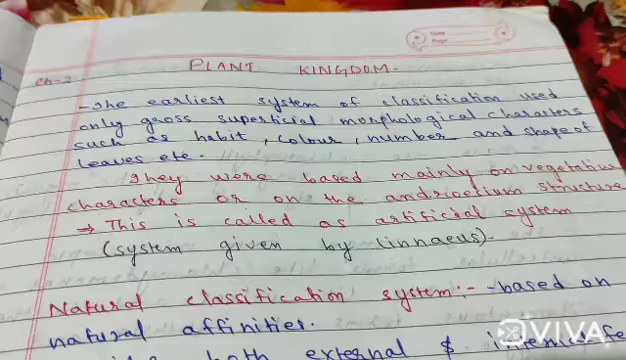 Ch-3
PLANT KINGDOM.
- The earliest system of classification used
only gross superficial morphological characters
such as habit, colour, number and shape of
leaves etc.
They were based mainly on vegetative
characters or on the androecium structure
→ This is called as artificial system
(system given by linnaeus).
Natural classification system:- - based on
natural affinities.
both external &
VIVA